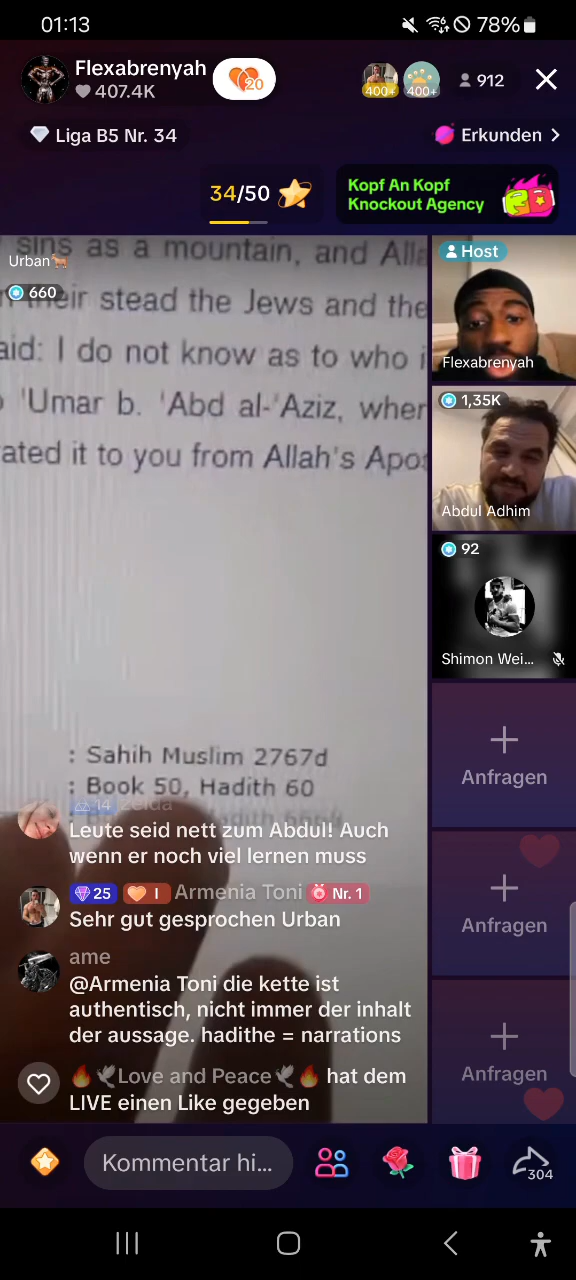 01:13
78%
Flexabrenyah
407.4K
20
400+
400+
912
Liga B5 Nr. 34
Erkunden
34/50
Kopf An Kopf
Knockout Agency
sins as a mountain, and Alla
Urban
their stead the Jews and the
660
aid: I do not know as to who i
'Umar b. 'Abd al-'Aziz, wher
ated it to you from Allah's Apos
Host
Flexabrenyah
1,35K
Abdul Adhim
92
Shimon Wei...
Anfragen
Anfragen
Anfragen
: Sahih Muslim 2767d
: Book 50, Hadith 60
14 Zelda
Leute seid nett zum Abdul! Auch
wenn er noch viel lernen muss
25 I Armenia Toni Nr. 1
Sehr gut gesprochen Urban
ame
@Armenia Toni die kette ist
authentisch, nicht immer der inhalt
der aussage. hadithe = narrations
Love and Peace hat dem
LIVE einen Like gegeben
Kommentar hi...
304